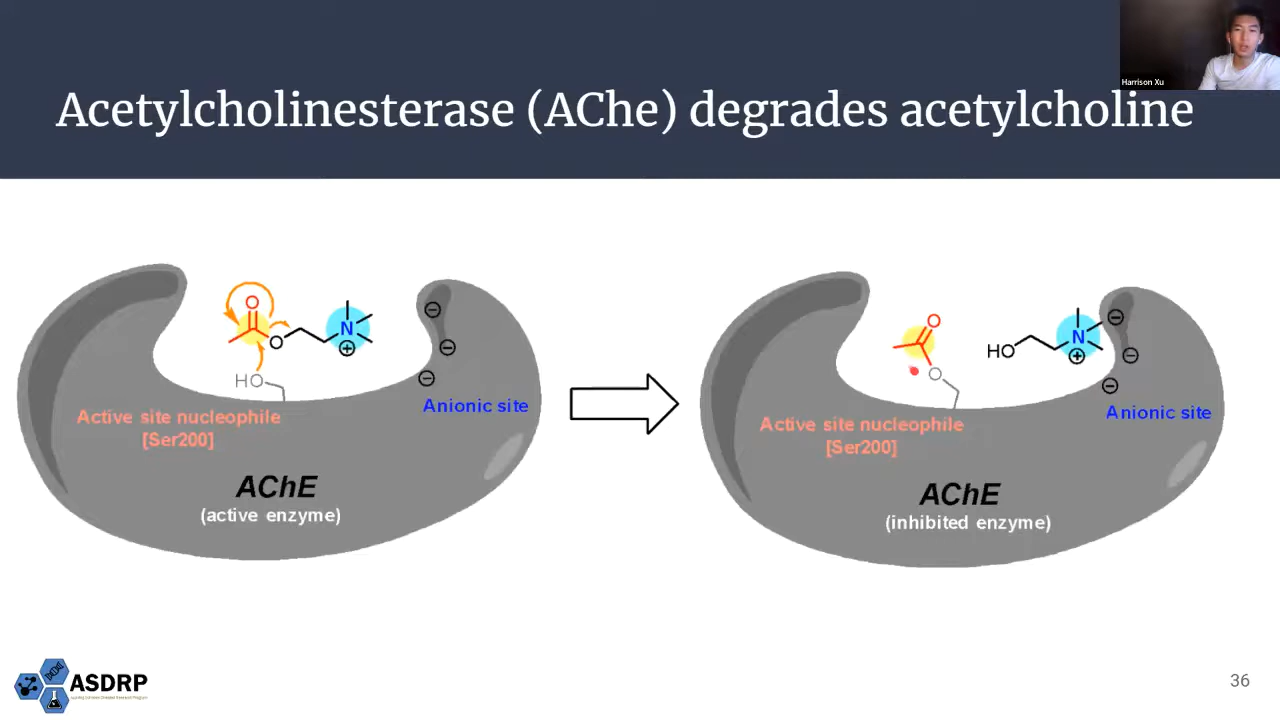 Harrison Xu
Acetylcholinesterase (AChe) degrades acetylcholine
O
O
N
HO
Active site nucleophile
[Ser200]
Anionic site
AChE
(active enzyme)
O
O
HO
N
Active site nucleophile
[Ser200]
Anionic site
AChE
(inhibited enzyme)
ASDRP
36